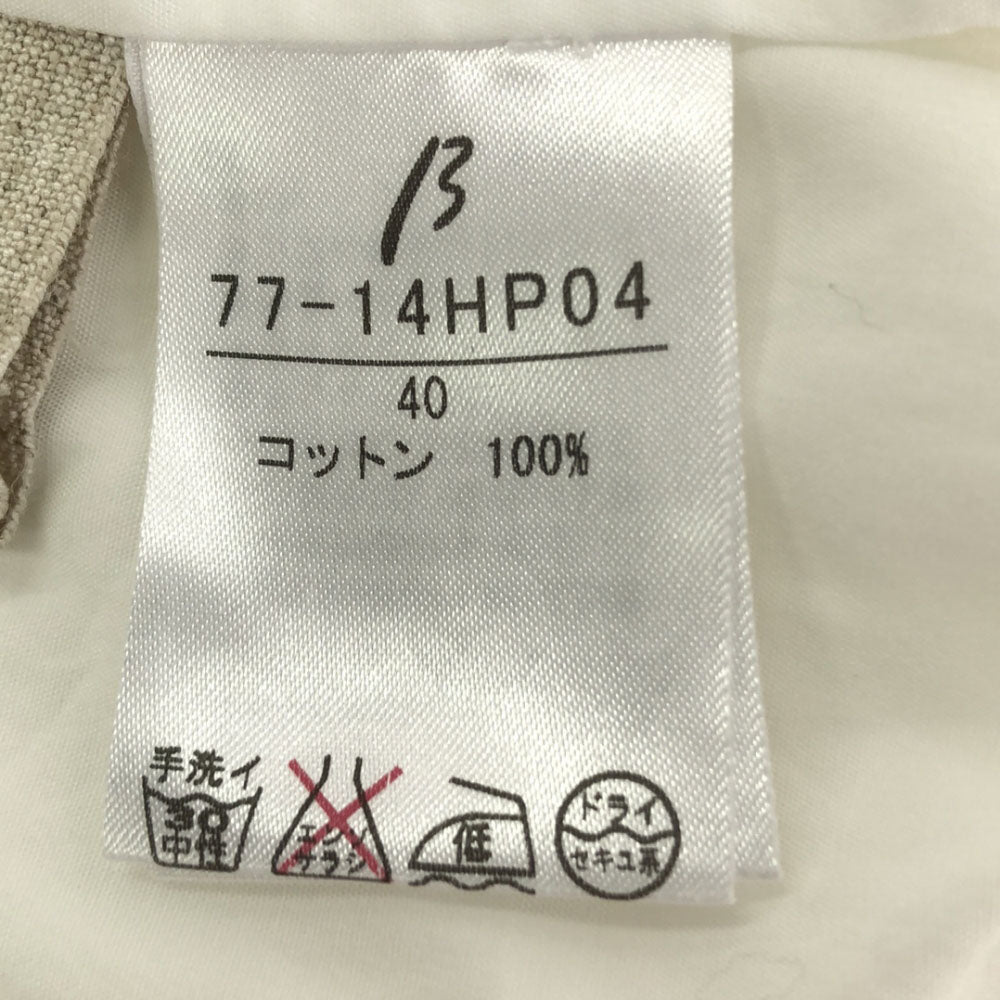 β
77-14HP04
40
コットン 100%
手洗イ
30
中性
エンソ
サラシ
低
ドライ
セキユ系